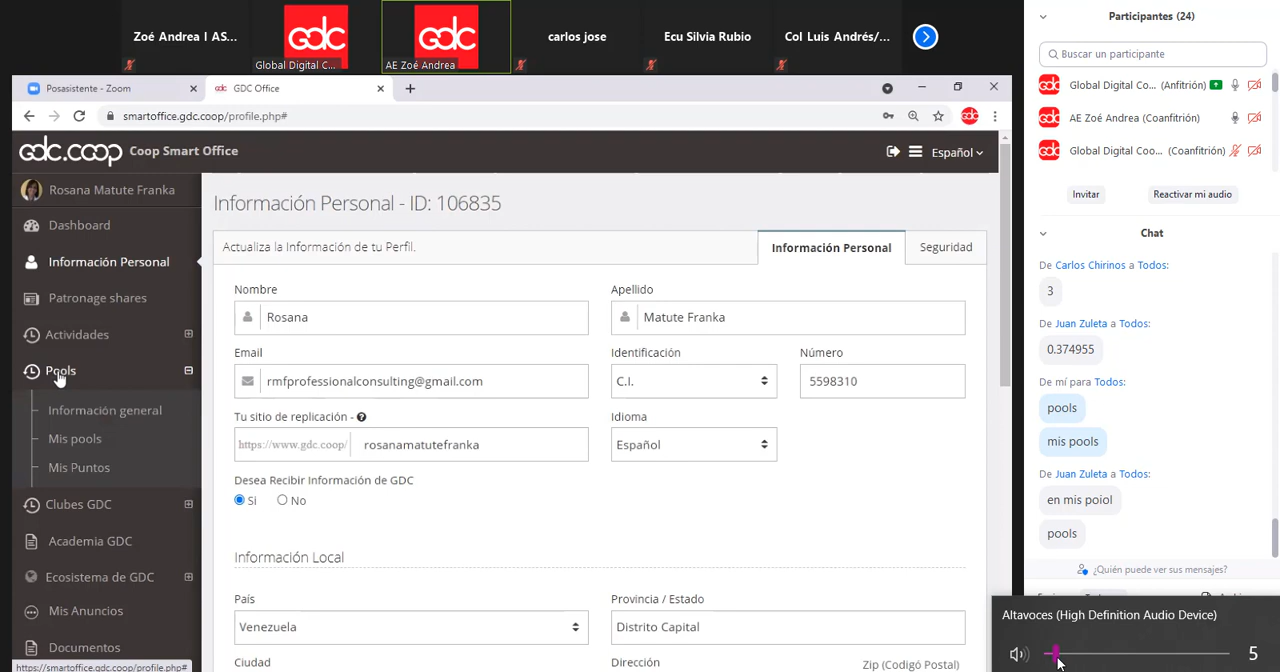 Zoé Andrea I AS...
gdc
Global Digital C...
gdc
AE Zoé Andrea
carlos jose
Ecu Silvia Rubio
Col Luis Andrés/...
Posasistente - Zoom
gdc GDC Office
smartoffice.gdc.coop/profile.php#
gdc
gdc.coop Coop Smart Office
Español
Rosana Matute Franka
Dashboard
Información Personal
Patronage shares
Actividades
Pools
Información general
Mis pools
Mis Puntos
Clubes GDC
Academia GDC
Ecosistema de GDC
Mis Anuncios
Documentos
https://smartoffice.gdc.coop/profile.php#
Información Personal - ID: 106835
Actualiza la Información de tu Perfil.
Información Personal
Seguridad
Nombre
Rosana
Apellido
Matute Franka
Email
rmfprofessionalconsulting@gmail.com
Identificación
C.I.
Número
5598310
Tu sitio de replicación -
https://www.gdc.coop/ rosanamatutefranka
Idioma
Español
Desea Recibir Información de GDC
Si No
Información Local
País
Venezuela
Provincia / Estado
Distrito Capital
Ciudad
Dirección
Zip (Codigó Postal)
Participantes (24)
Buscar un participante
gdc Global Digital Co... (Anfitrión)
gdc AE Zoé Andrea (Coanfitrión)
gdc Global Digital Coo... (Coanfitrión)
Invitar
Reactivar mi audio
Chat
De Carlos Chirinos a Todos:
3
De Juan Zuleta a Todos:
0.374955
De mí para Todos:
pools
mis pools
De Juan Zuleta a Todos:
en mis poiol
pools
¿Quién puede ver sus mensajes?
Altavoces (High Definition Audio Device)
5